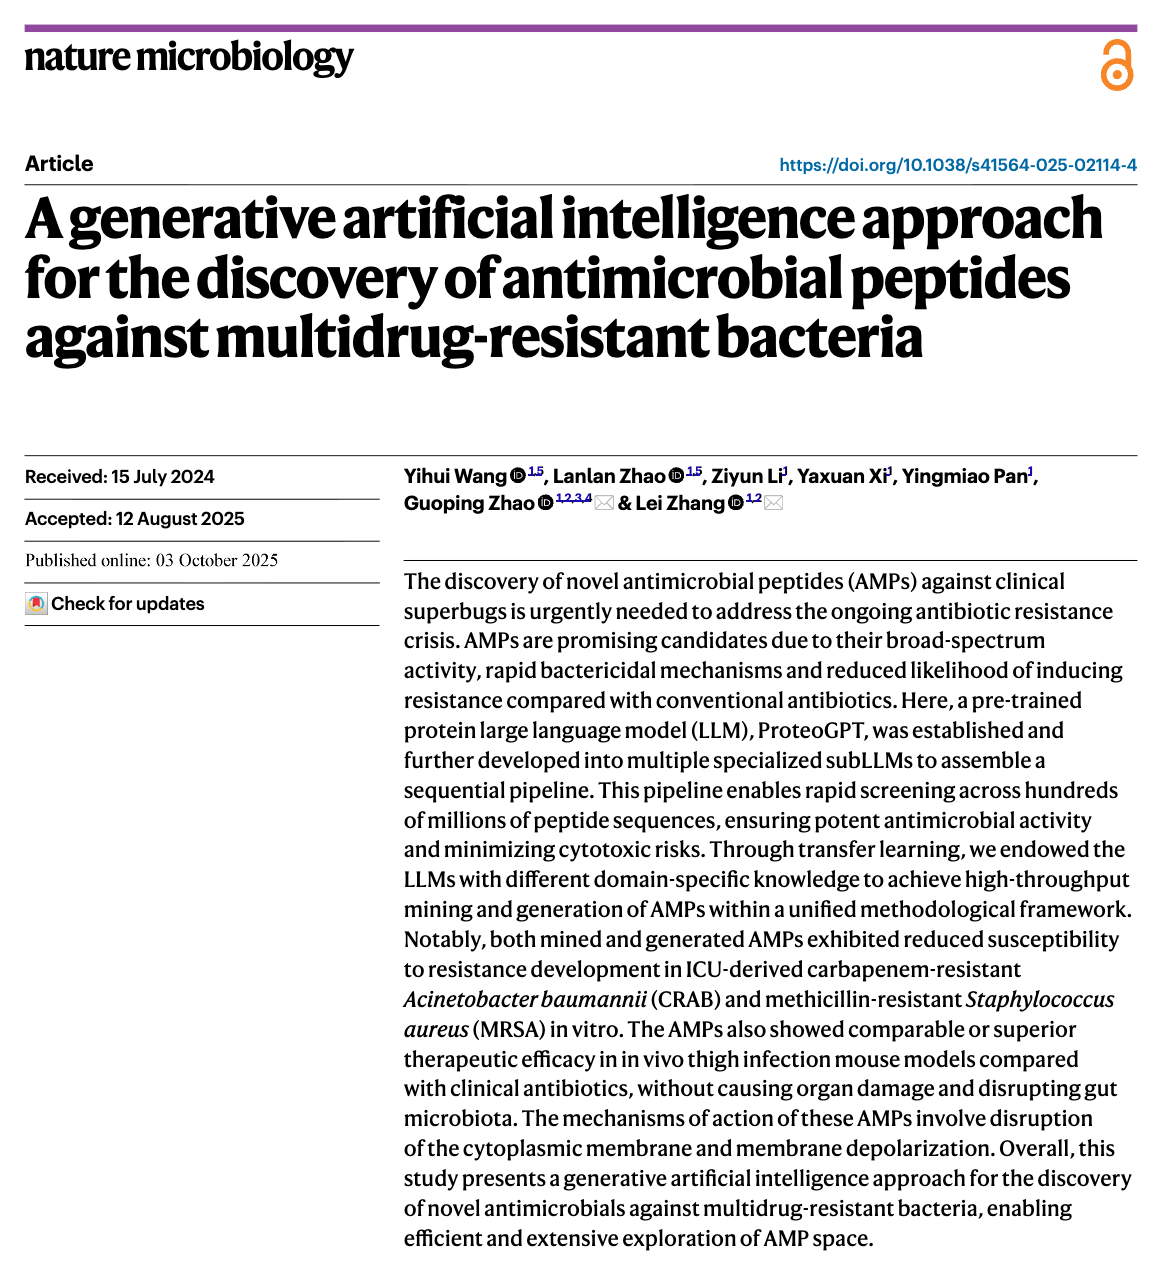 nature microbiology
Article
https://doi.org/10.1038/s41564-025-02114-4
A generative artificial intelligence approach
for the discovery of antimicrobial peptides
against multidrug-resistant bacteria
Received: 15 July 2024
Accepted: 12 August 2025
Published online: 03 October 2025
Check for updates
Yihui Wang 1,5, Lanlan Zhao 1,5, Ziyun Li1, Yaxuan Xi1, Yingmiao Pan1,
Guoping Zhao 1,2,3,4 & Lei Zhang 1,2
The discovery of novel antimicrobial peptides (AMPs) against clinical
superbugs is urgently needed to address the ongoing antibiotic resistance
crisis. AMPs are promising candidates due to their broad-spectrum
activity, rapid bactericidal mechanisms and reduced likelihood of inducing
resistance compared with conventional antibiotics. Here, a pre-trained
protein large language model (LLM), ProteoGPT, was established and
further developed into multiple specialized subLLMs to assemble a
sequential pipeline. This pipeline enables rapid screening across hundreds
of millions of peptide sequences, ensuring potent antimicrobial activity
and minimizing cytotoxic risks. Through transfer learning, we endowed the
LLMs with different domain-specific knowledge to achieve high-throughput
mining and generation of AMPs within a unified methodological framework.
Notably, both mined and generated AMPs exhibited reduced susceptibility
to resistance development in ICU-derived carbapenem-resistant
Acinetobacter baumannii (CRAB) and methicillin-resistant Staphylococcus
aureus (MRSA) in vitro. The AMPs also showed comparable or superior
therapeutic efficacy in in vivo thigh infection mouse models compared
with clinical antibiotics, without causing organ damage and disrupting gut
microbiota. The mechanisms of action of these AMPs involve disruption
of the cytoplasmic membrane and membrane depolarization. Overall, this
study presents a generative artificial intelligence approach for the discovery
of novel antimicrobials against multidrug-resistant bacteria, enabling
efficient and extensive exploration of AMP space.